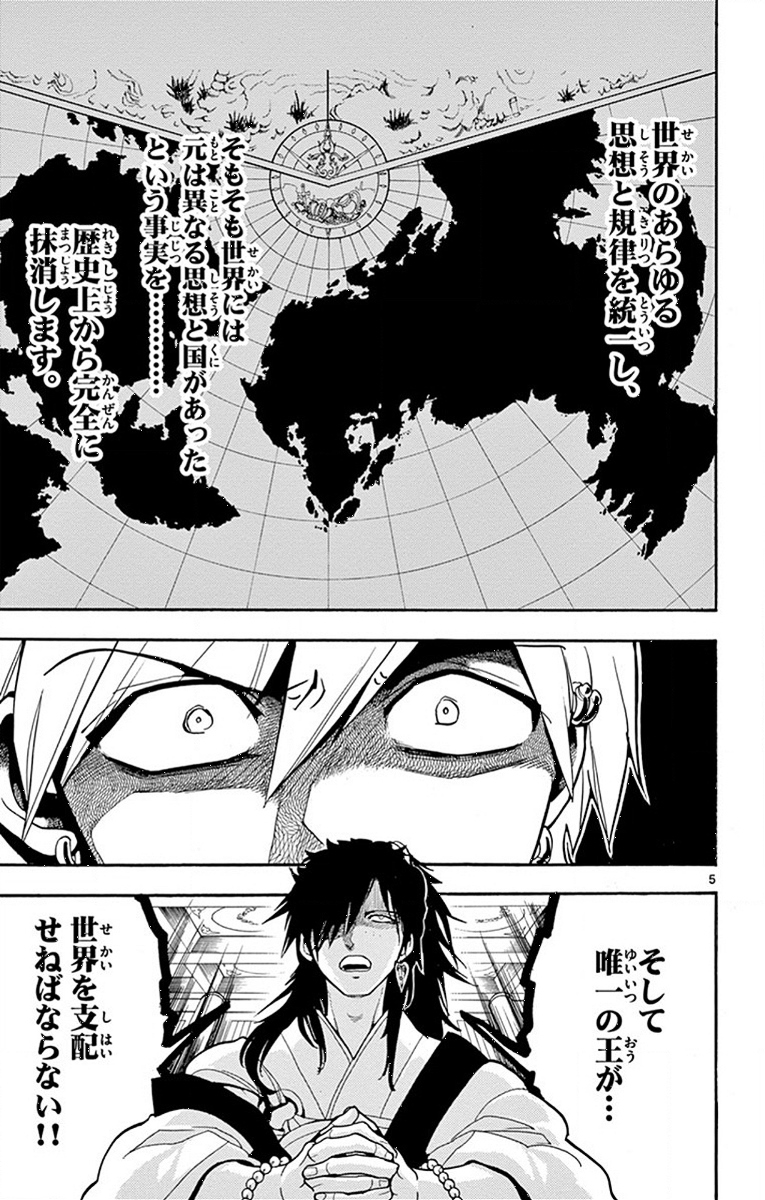 世界のあらゆる
思想と規律を統一し、
そもそも世界には
元は異なる思想と国があった
という事実を…………
歴史上から完全に
抹消します。
5
そして
唯一の王が…
世界を支配
せねばならない!!